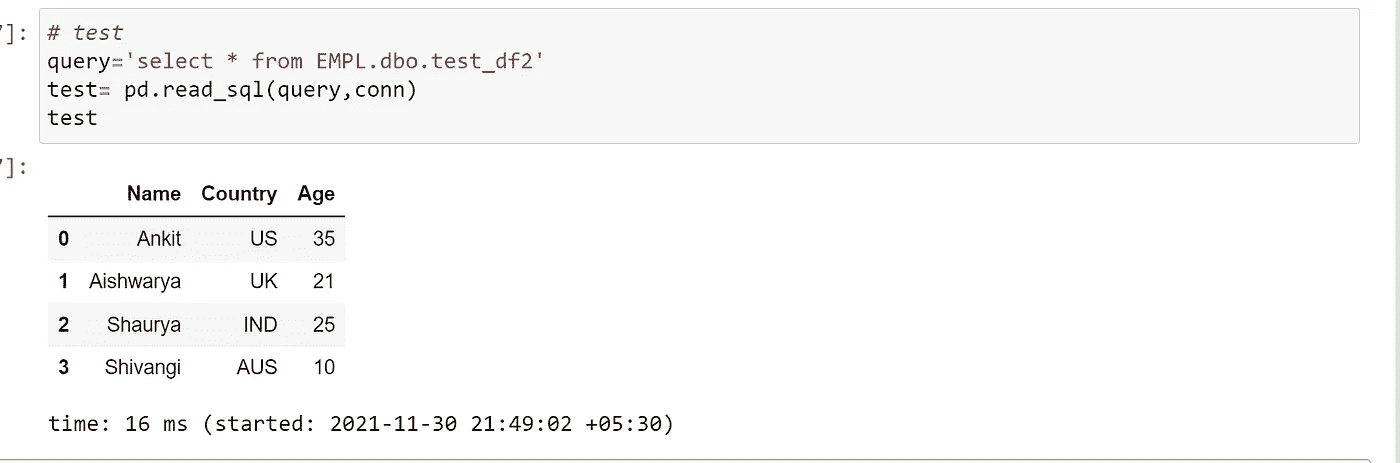 7]:
# test
query='select * from EMPL.dbo.test_df2'
test= pd.read_sql(query,conn)
test
7]:
Name Country Age
0 Ankit US 35
1 Aishwarya UK 21
2 Shaurya IND 25
3 Shivangi AUS 10
time: 16 ms (started: 2021-11-30 21:49:02 +05:30)